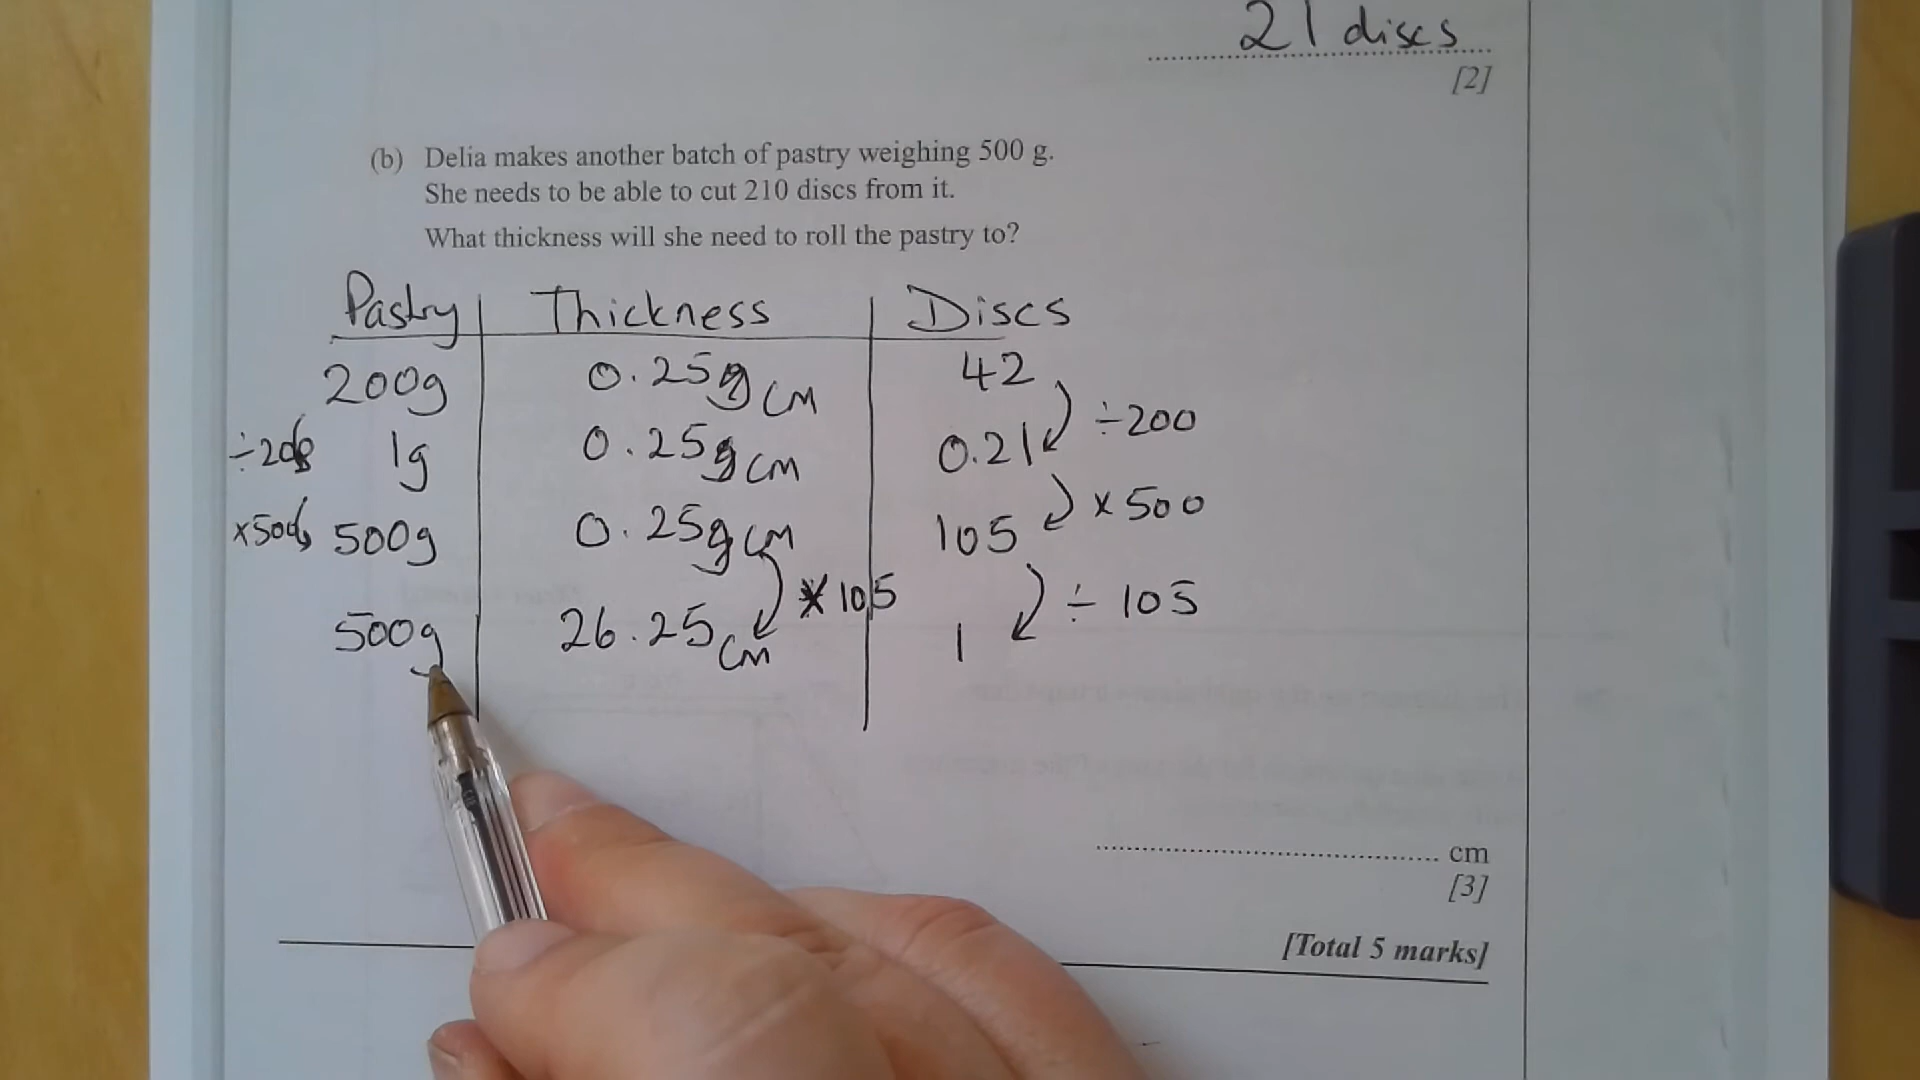 21 discs
[2]
(b) Delia makes another batch of pastry weighing 500 g.
She needs to be able to cut 210 discs from it.
What thickness will she need to roll the pastry to?
Pastry Thickness Discs
200g 0.25 cm 42
÷200
÷200 1g 0.25 cm 0.21
×500
×500 500g 0.25 cm 105
×105 ÷ 105
500g 26.25cm 1
cm
[3]
[Total 5 marks]